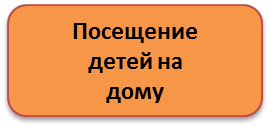 Посещение
детей на
дому